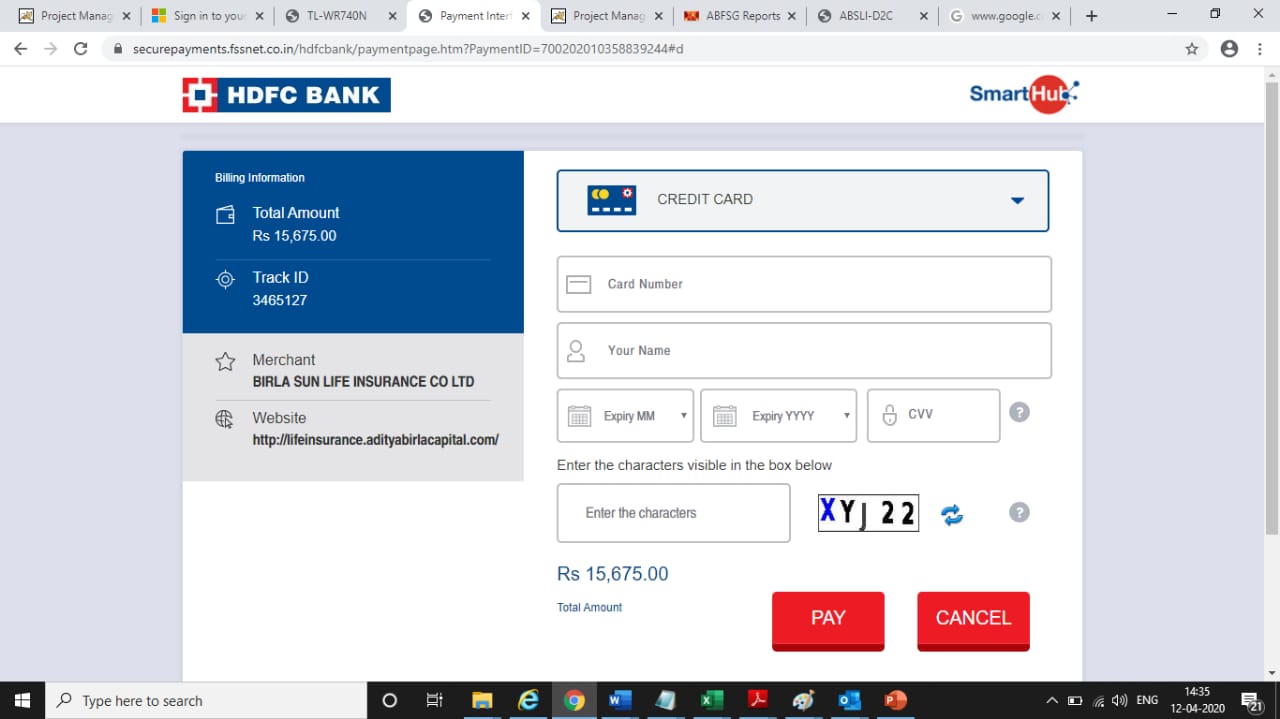 Project Manag
Sign in to your
TL-WR740N
Payment Inter
Project Manag
ABFSG Reports
ABSLI-D2C
www.google.c
securepayments.fssnet.co.in/hdfcbank/paymentpage.htm?PaymentID=700202010358839244#d
HDFC BANK
SmartHub
Billing Information
Total Amount
Rs 15,675.00
Track ID
3465127
Merchant
BIRLA SUN LIFE INSURANCE CO LTD
Website
http://lifeinsurance.adityabirlacapital.com/
CREDIT CARD
Card Number
Your Name
Expiry MM
Expiry YYYY
CVV
?
Enter the characters visible in the box below
Enter the characters
XYj22
?
Rs 15,675.00
Total Amount
PAY
CANCEL
Type here to search
ENG
14:35
12-04-2020
21